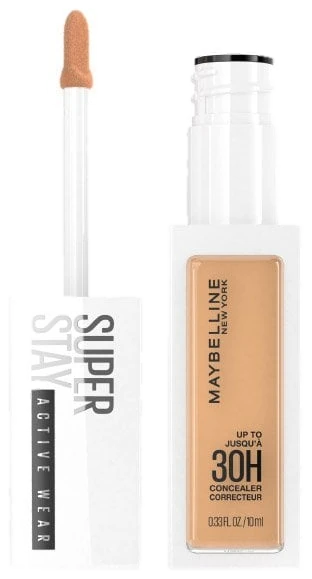 SUPER
STAY
ACTIVE WEAR
MAYBELLINE
NEW YORK
UP TO
JUSQU'À
30H
CONCEALER
CORRECTEUR
0.33 FL.OZ/10ml